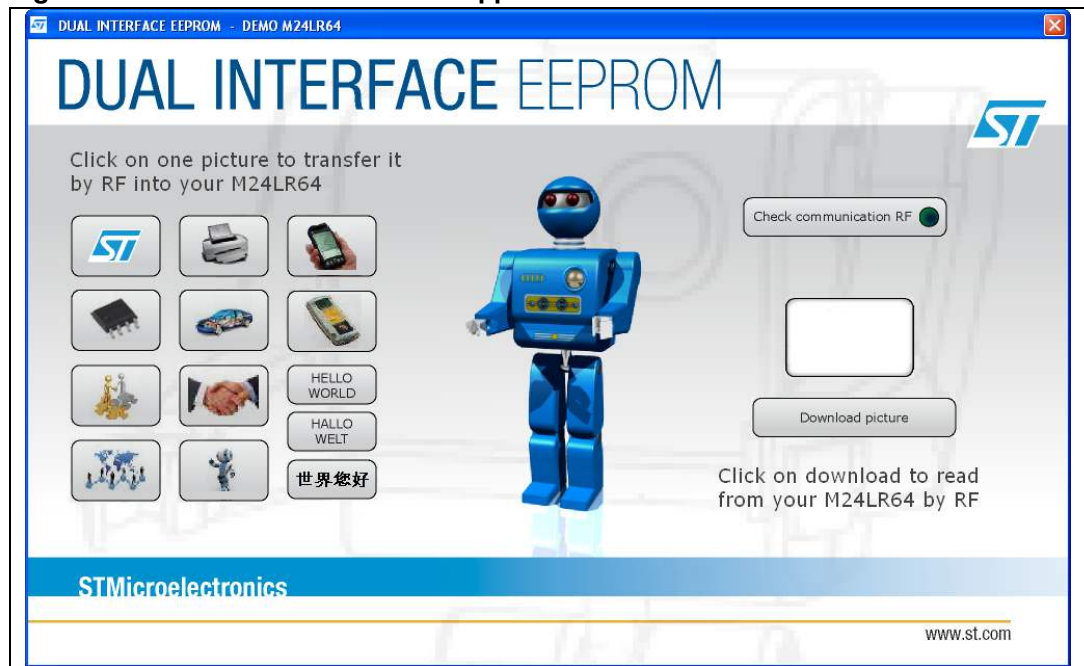 DUAL INTERFACE EEPROM - DEMO M24LR64
DUAL INTERFACE EEPROM
ST
Click on one picture to transfer it
by RF into your M24LR64
ST
HELLO
WORLD
HALLO
WELT
世界您好
Check communication RF
Download picture
Click on download to read
from your M24LR64 by RF
STMicroelectronics
www.st.com